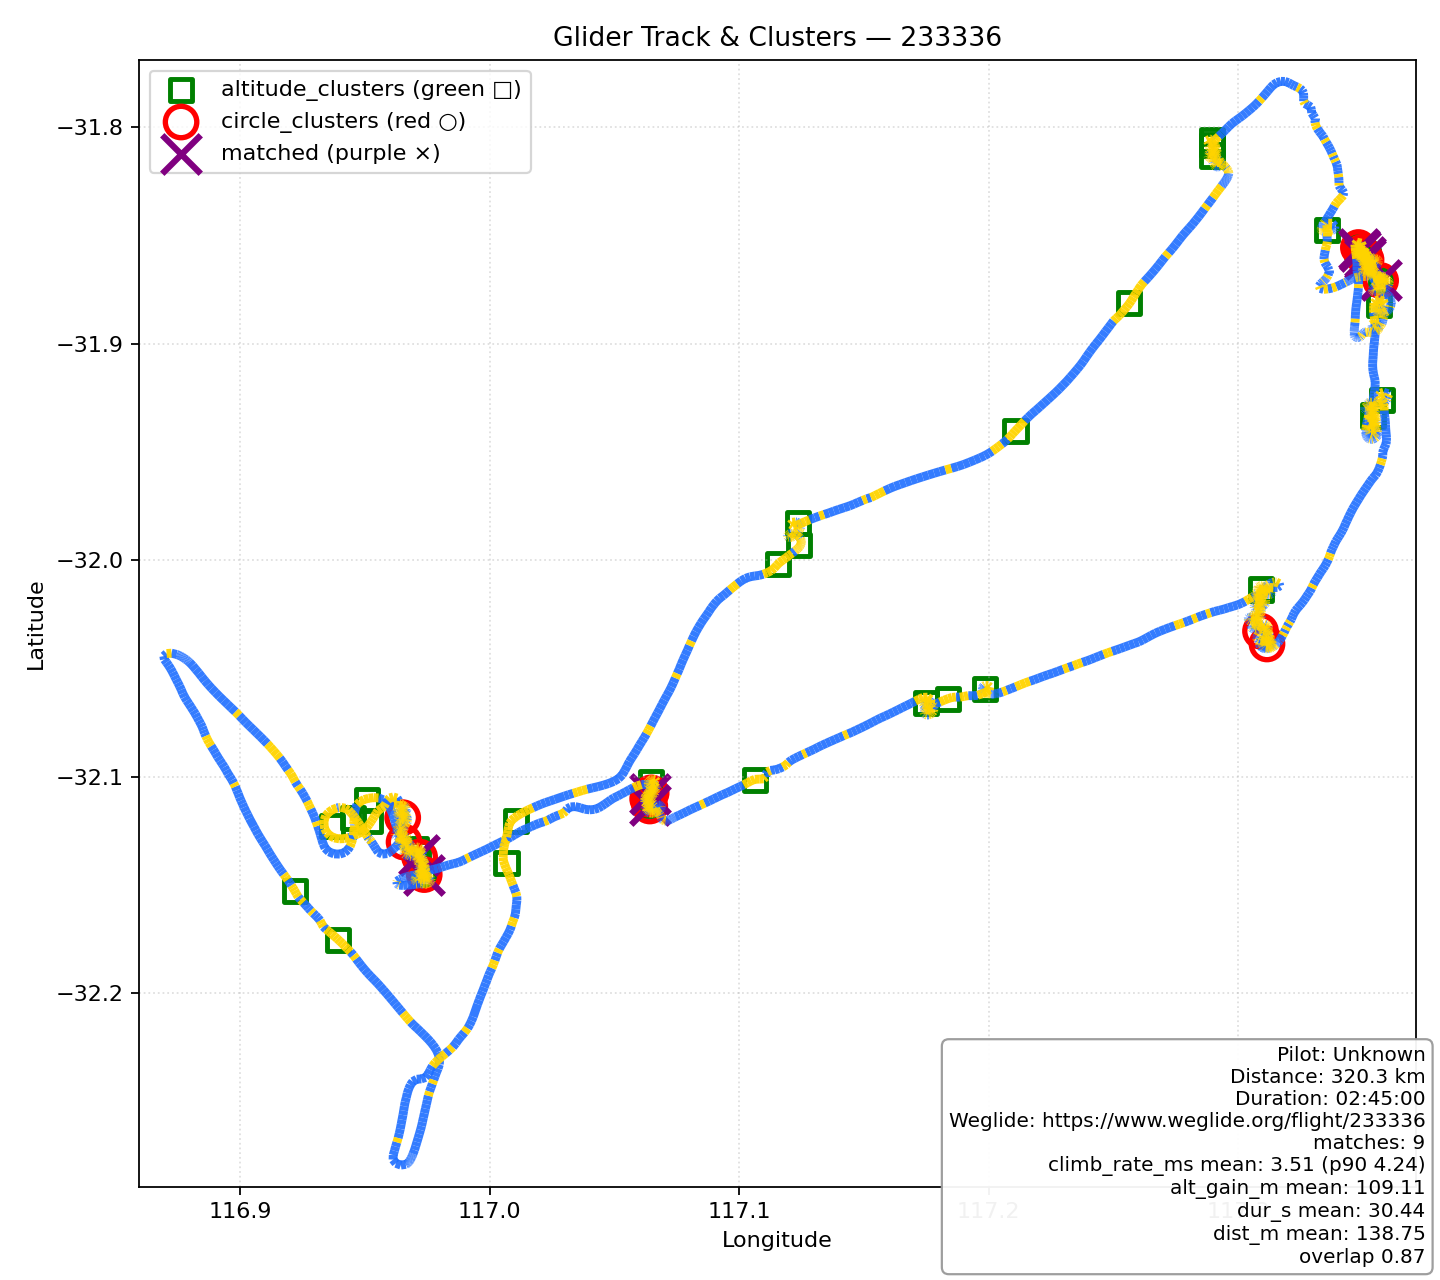 Glider Track & Clusters — 233336
altitude_clusters (green □)
circle_clusters (red ○)
matched (purple ×)
−31.8
−31.9
−32.0
−32.1
−32.2
Latitude
116.9
117.0
117.1
117.2
Longitude
Pilot: Unknown
Distance: 320.3 km
Duration: 02:45:00
Weglide: https://www.weglide.org/flight/233336
matches: 9
climb_rate_ms mean: 3.51 (p90 4.24)
alt_gain_m mean: 109.11
dur_s mean: 30.44
dist_m mean: 138.75
overlap 0.87